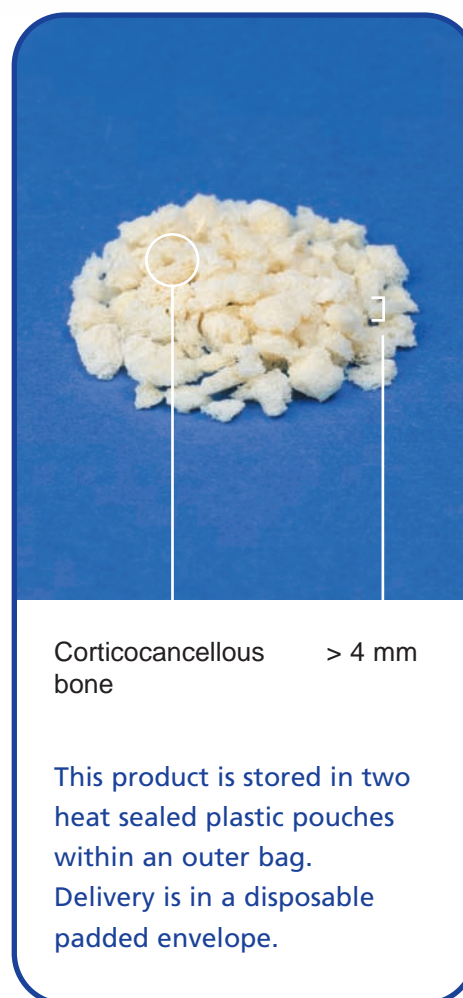 Corticocancellous > 4 mm
bone
This product is stored in two
heat sealed plastic pouches
within an outer bag.
Delivery is in a disposable
padded envelope.